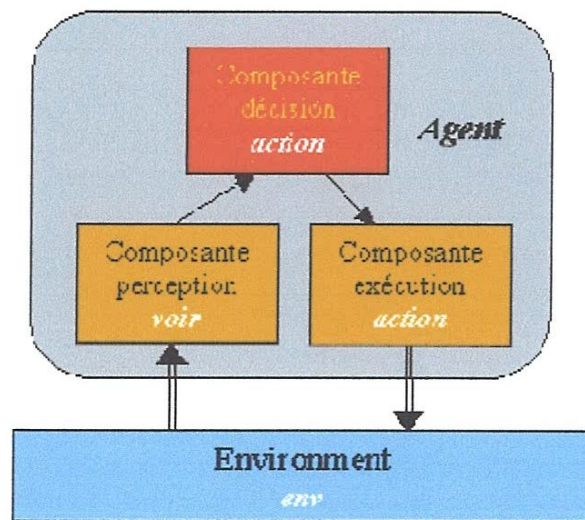 Composante
décision
action
Agent
Composante
perception
voir
Composante
exécution
action
Environment
env